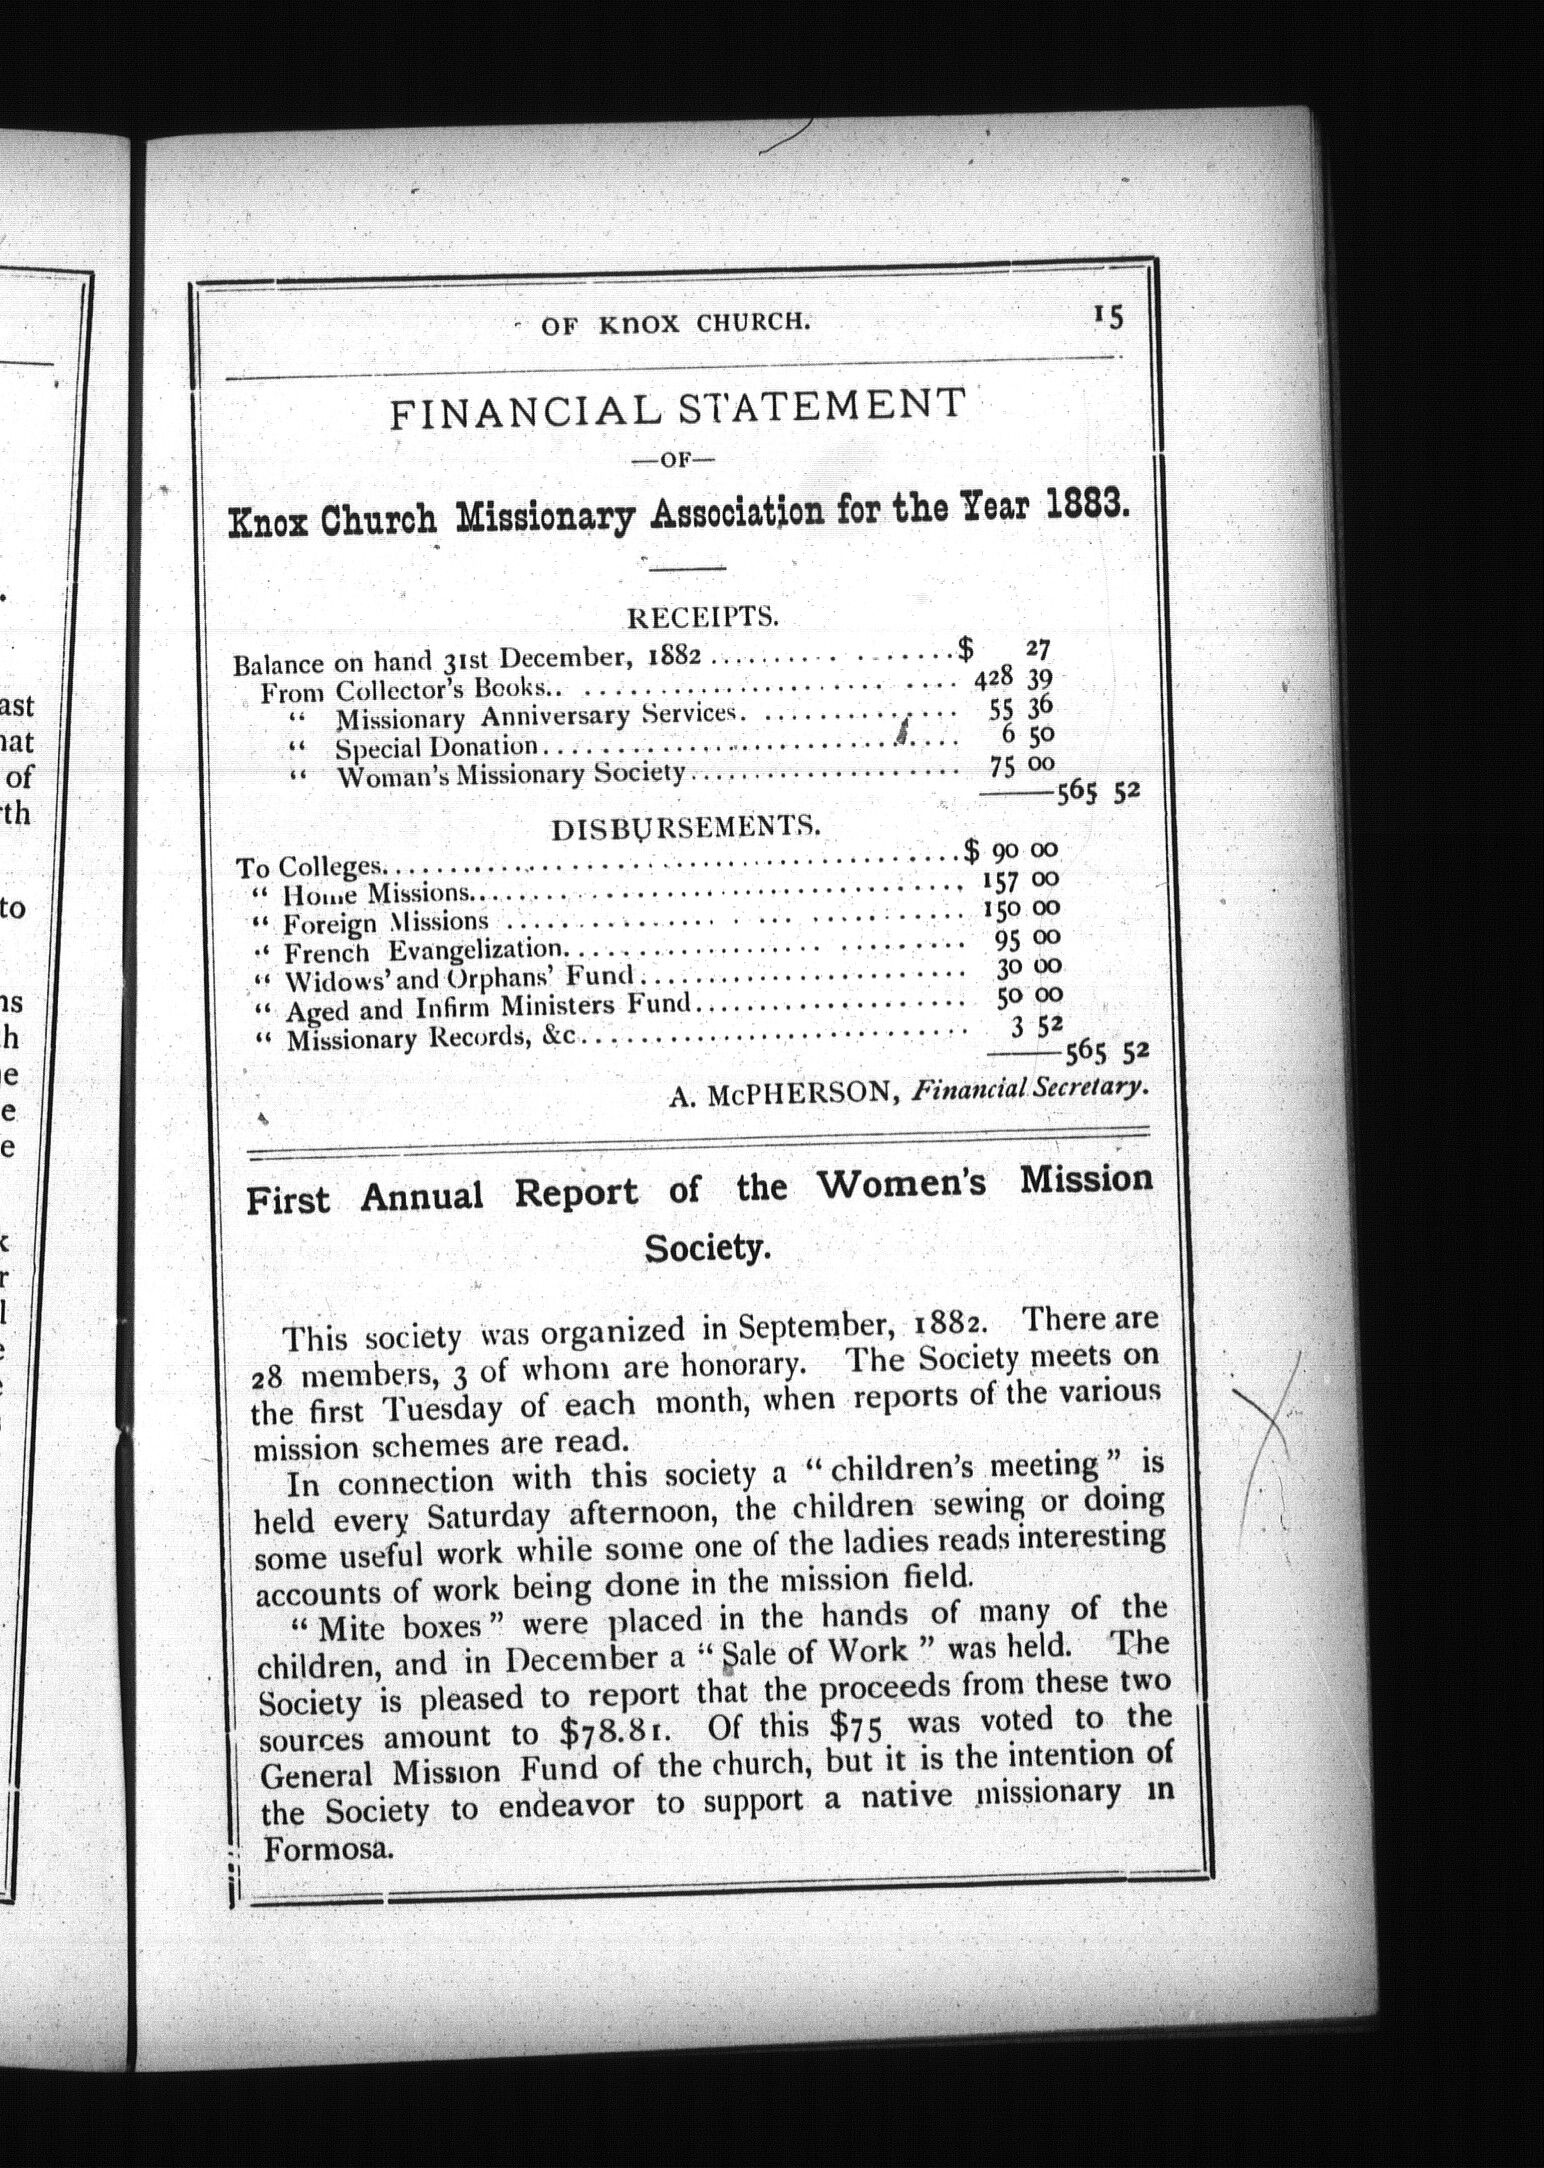 OF KNOX CHURCH. 15
FINANCIAL STATEMENT
—OF—
Knox Church Missionary Association for the Year 1883.
RECEIPTS.
Balance on hand 31st December, 1882 .......... ........$ 27
From Collector's Books.. ...................... .... 428 39
“ Missionary Anniversary Services. .............. 55 36
“ Special Donation............................. 6 50
“ Woman's Missionary Society.................... 75 00
——565 52
DISBURSEMENTS.
To Colleges..........................................$ 90 00
“ Home Missions.................................... 157 00
“ Foreign Missions ................................ 150 00
“ French Evangelization................... ......... 95 00
“ Widows' and Orphans' Fund........................ 30 00
“ Aged and Infirm Ministers Fund.................... 50 00
“ Missionary Records, &c............................ 3 52
——565 52
A. McPHERSON, Financial Secretary.
First Annual Report of the Women's Mission
Society.
This society was organized in September, 1882. There are
28 members, 3 of whom are honorary. The Society meets on
the first Tuesday of each month, when reports of the various
mission schemes are read.
In connection with this society a “ children's meeting ” is
held every Saturday afternoon, the children sewing or doing
some useful work while some one of the ladies reads interesting
accounts of work being done in the mission field.
“ Mite boxes ” were placed in the hands of many of the
children, and in December a “ Sale of Work ” was held. The
Society is pleased to report that the proceeds from these two
sources amount to $78.81. Of this $75 was voted to the
General Mission Fund of the church, but it is the intention of
the Society to endeavor to support a native missionary in
Formosa.